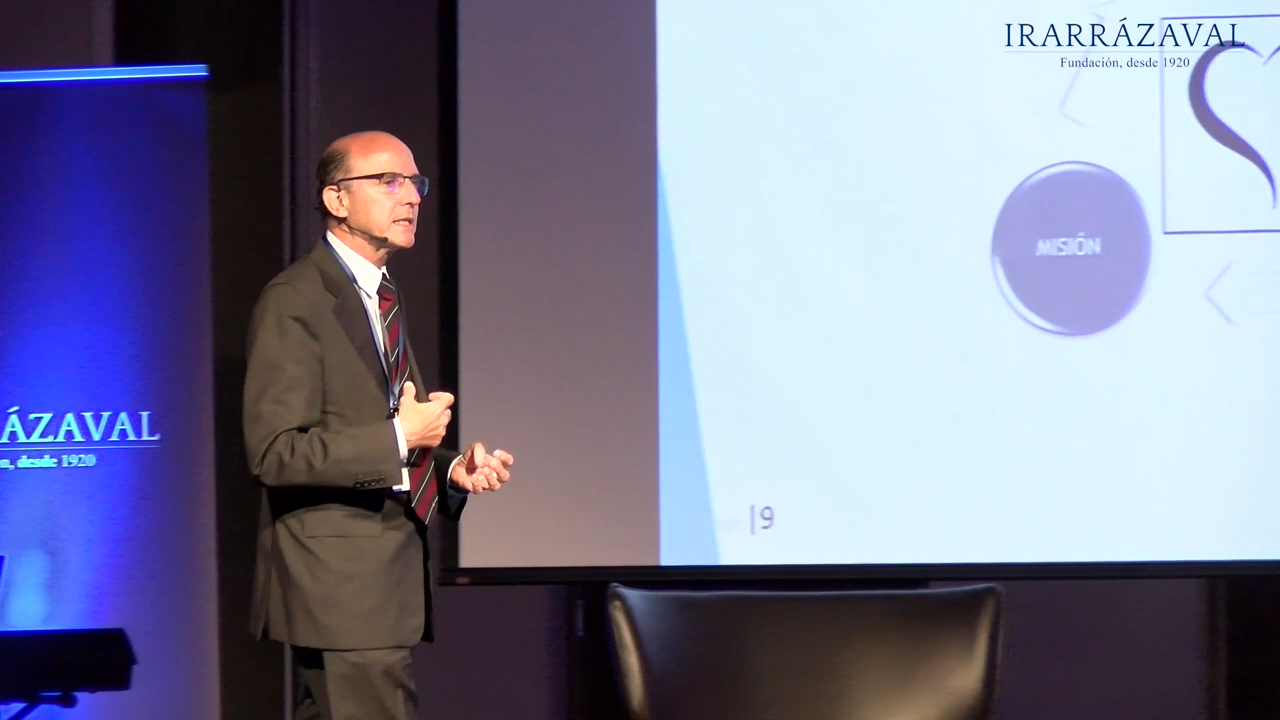 IRARRÁZAVAL
Fundación, desde 1920
MISIÓN
ÁZAVAL
n, desde 1920
|9